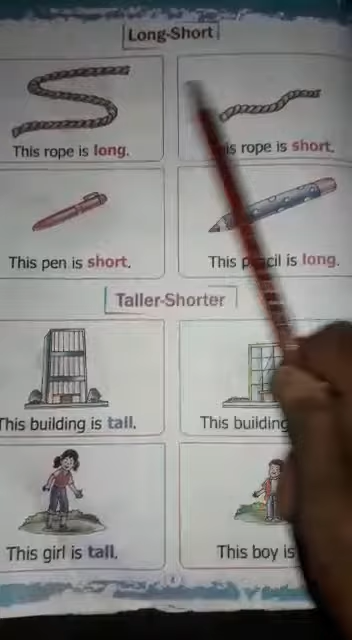 Long-Short
This rope is long.
is rope is short.
This pen is short.
This pencil is long.
Taller-Shorter
This building is tall.
This building
This girl is tall.
This boy is